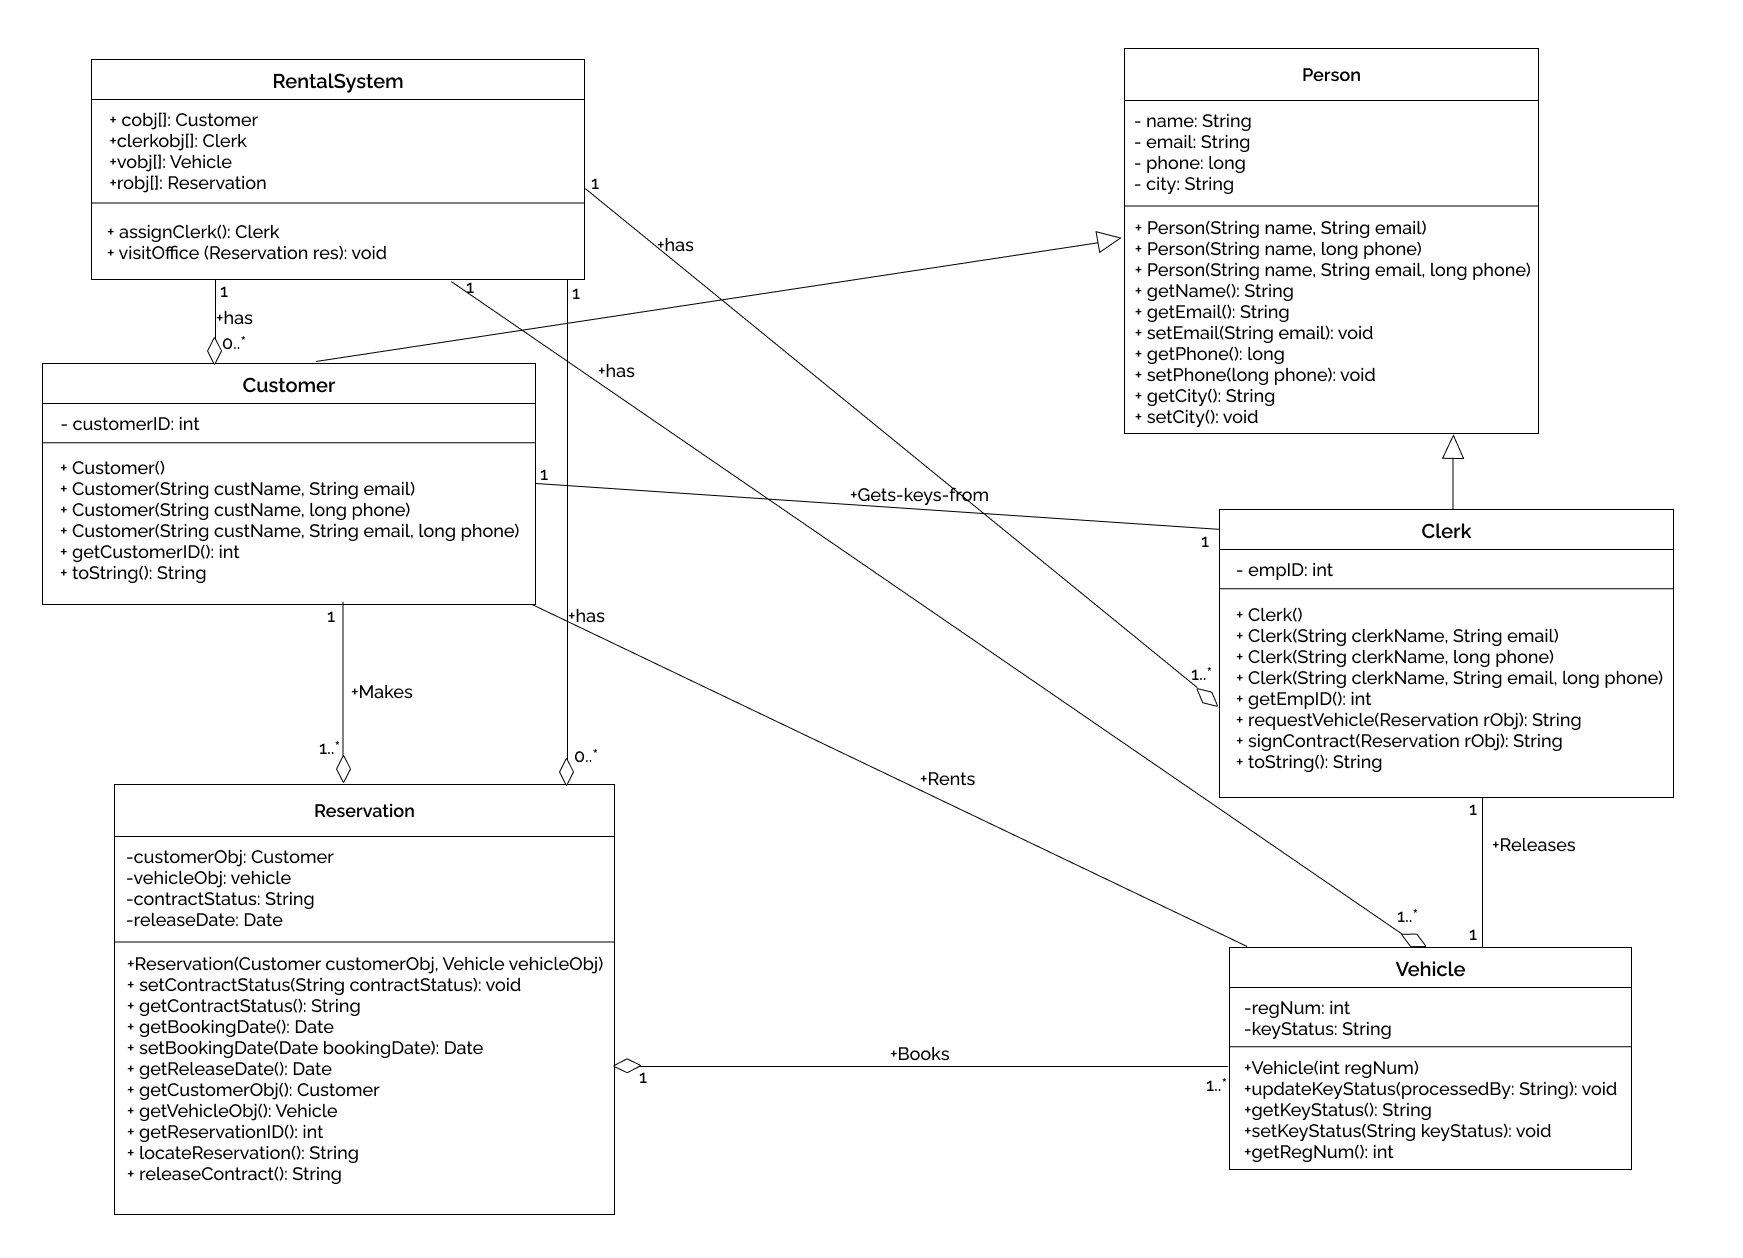 RentalSystem
+ cobj[]: Customer
+clerkobj[]: Clerk
+vobj[]: Vehicle
+robj[]: Reservation
+ assignClerk(): Clerk
+ visitOffice (Reservation res): void
Person
- name: String
- email: String
- phone: long
- city: String
+ Person(String name, String email)
+ Person(String name, long phone)
+ Person(String name, String email, long phone)
+ getName(): String
+ getEmail(): String
+ setEmail(String email): void
+ getPhone(): long
+ setPhone(long phone): void
+ getCity(): String
+ setCity(): void
1
+has
1
+has
0..*
1
1
+has
Customer
- customerID: int
+ Customer()
+ Customer(String custName, String email)
+ Customer(String custName, long phone)
+ Customer(String custName, String email, long phone)
+ getCustomerID(): int
+ toString(): String
1
+Gets-keys-from
1
Clerk
- empID: int
+ Clerk()
+ Clerk(String clerkName, String email)
+ Clerk(String clerkName, long phone)
+ Clerk(String clerkName, String email, long phone)
+ getEmpID(): int
+ requestVehicle(Reservation rObj): String
+ signContract(Reservation rObj): String
+ toString(): String
1
+has
1..*
+Makes
1..*
0..*
+Rents
1
+Releases
1..*
1
Reservation
-customerObj: Customer
-vehicleObj: vehicle
-contractStatus: String
-releaseDate: Date
+Reservation(Customer customerObj, Vehicle vehicleObj)
+ setContractStatus(String contractStatus): void
+ getContractStatus(): String
+ getBookingDate(): Date
+ setBookingDate(Date bookingDate): Date
+ getReleaseDate(): Date
+ getCustomerObj(): Customer
+ getVehicleObj(): Vehicle
+ getReservationID(): int
+ locateReservation(): String
+ releaseContract(): String
+Books
1
1..*
Vehicle
-regNum: int
-keyStatus: String
+Vehicle(int regNum)
+updateKeyStatus(processedBy: String): void
+getKeyStatus(): String
+setKeyStatus(String keyStatus): void
+getRegNum(): int